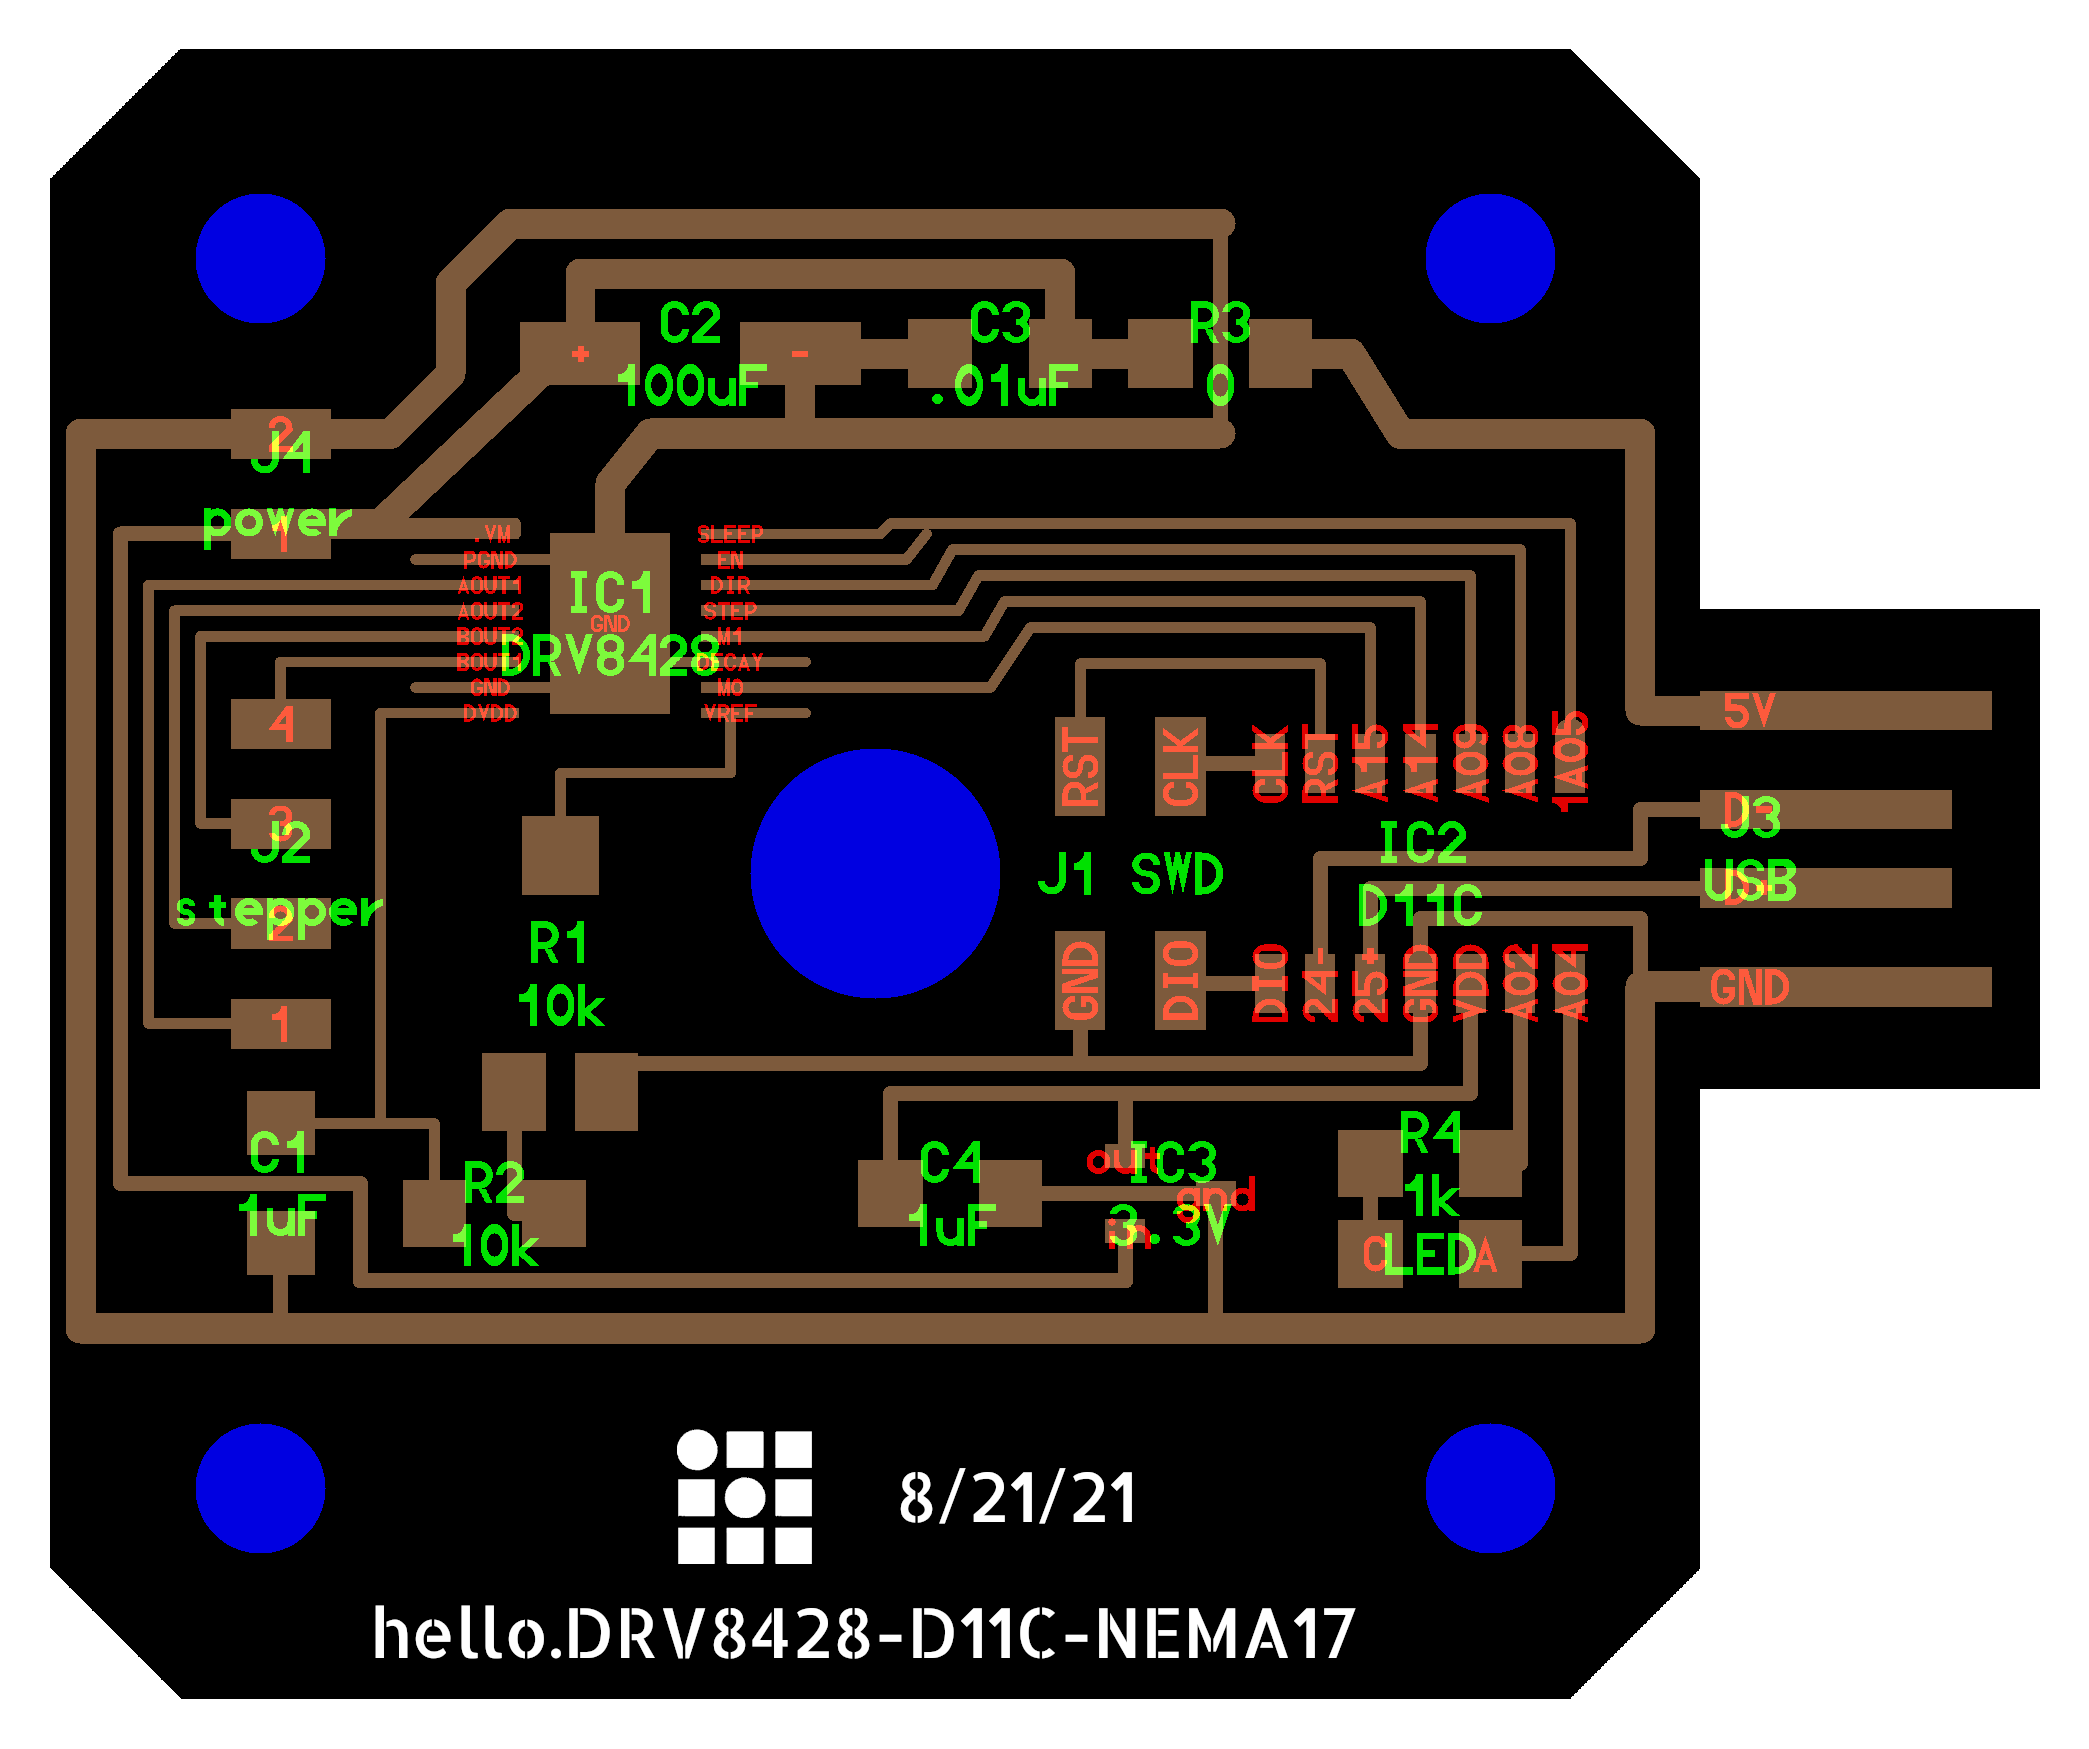 C2
100uF
+
-
C3
.01uF
R3
0
2
J4
power
1
.VM
PGND
AOUT1
AOUT2
BOUT2
BOUT1
GND
DVDD
IC1
GND
DRV8428
SLEEP
EN
DIR
STEP
M1
DECAY
M0
VREF
4
3
J2
stepper
2
1
RST
CLK
J1 SWD
GND
DIO
CLK
RST
A15
A14
A09
A08
1A05
IC2
D11C
DIO
24-
25+
GND
VDD
A02
A04
5V
D-
J3
USB
GND
R1
10k
C1
1uF
R2
10k
C4
1uF
out
IC3
gnd
3.3V
in
R4
1k
C
LED
A
8/21/21
hello.DRV8428-D11C-NEMA17